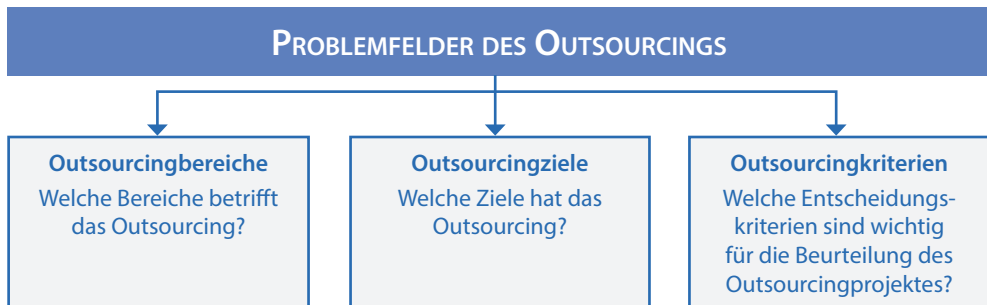 PROBLEMFELDER DES OUTSOURCINGS
Outsourcingbereiche
Welche Bereiche betrifft
das Outsourcing?
Outsourcingziele
Welche Ziele hat das
Outsourcing?
Outsourcingkriterien
Welche Entscheidungs-
kriterien sind wichtig
für die Beurteilung des
Outsourcingprojektes?